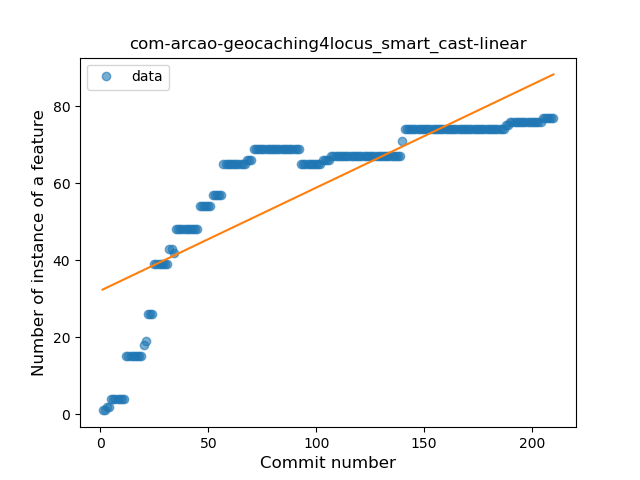 com-arcao-geocaching4locus_smart_cast-linear
data
Number of instance of a feature
80
60
40
20
0
0 50 100 150 200
Commit number